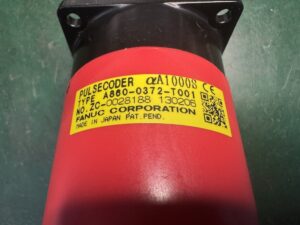 PULSECODER αA1000S CE
TYPE A860-0372-T001
NO. ZC-0028188 130206
FANUC CORPORATION
MADE IN JAPAN PAT. PEND.